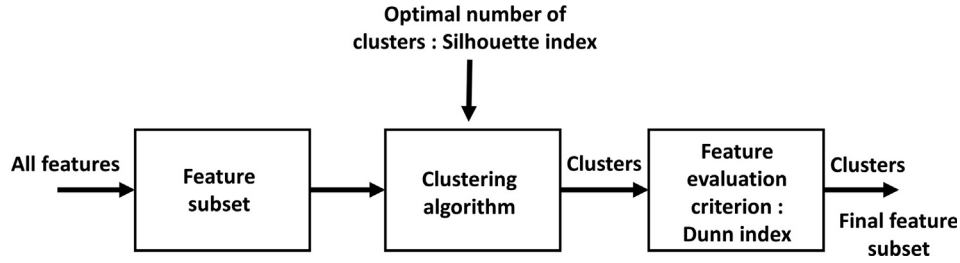 Optimal number of
clusters : Silhouette index
All features
Feature
subset
Clustering
algorithm
Clusters
Feature
evaluation
criterion :
Dunn index
Clusters
Final feature
subset